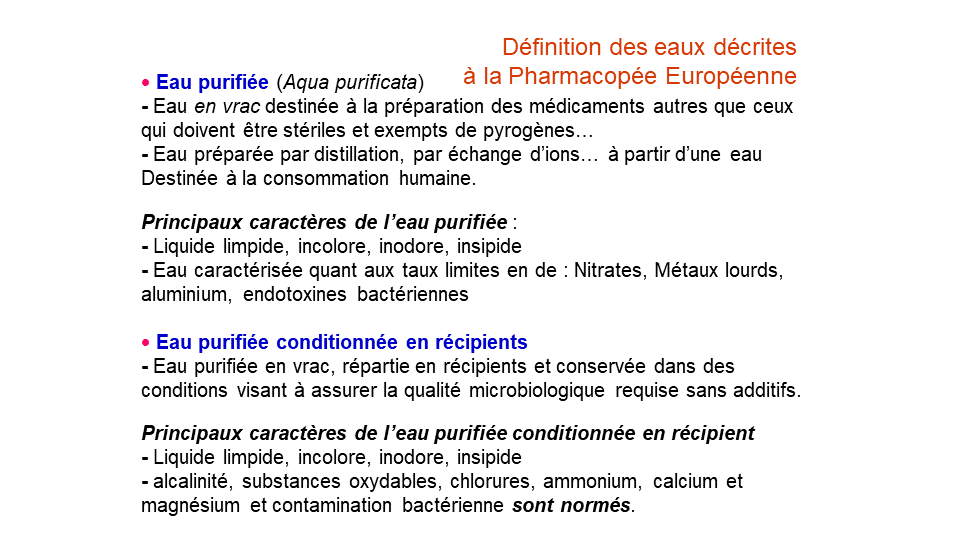 Définition des eaux décrites
à la Pharmacopée Européenne
• Eau purifiée (Aqua purificata)
- Eau en vrac destinée à la préparation des médicaments autres que ceux
qui doivent être stériles et exempts de pyrogènes…
- Eau préparée par distillation, par échange d’ions… à partir d’une eau
Destinée à la consommation humaine.
Principaux caractères de l’eau purifiée :
- Liquide limpide, incolore, inodore, insipide
- Eau caractérisée quant aux taux limites en de : Nitrates, Métaux lourds,
aluminium, endotoxines bactériennes
• Eau purifiée conditionnée en récipients
- Eau purifiée en vrac, répartie en récipients et conservée dans des
conditions visant à assurer la qualité microbiologique requise sans additifs.
Principaux caractères de l’eau purifiée conditionnée en récipient
- Liquide limpide, incolore, inodore, insipide
- alcalinité, substances oxydables, chlorures, ammonium, calcium et
magnésium et contamination bactérienne sont normés.